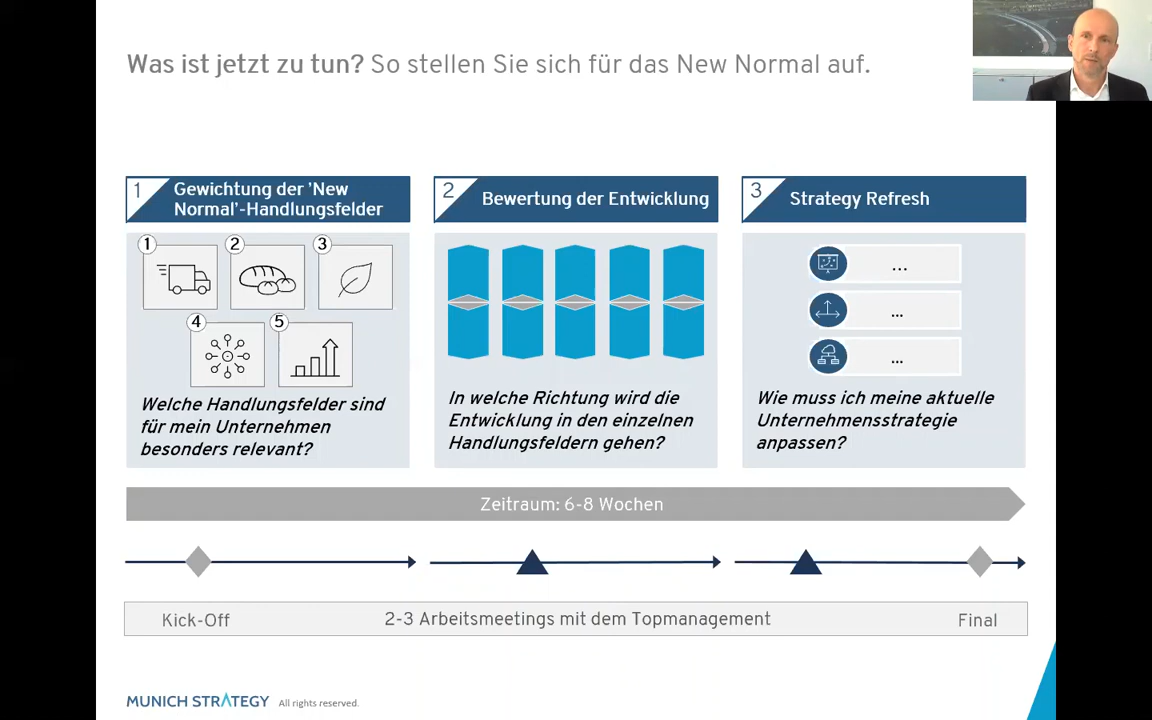 Was ist jetzt zu tun? So stellen Sie sich für das New Normal auf.
1
Gewichtung der 'New
Normal'-Handlungsfelder
1
2
3
4
5
Welche Handlungsfelder sind
für mein Unternehmen
besonders relevant?
2
Bewertung der Entwicklung
In welche Richtung wird die
Entwicklung in den einzelnen
Handlungsfeldern gehen?
3
Strategy Refresh
...
...
...
Wie muss ich meine aktuelle
Unternehmensstrategie
anpassen?
Zeitraum: 6-8 Wochen
Kick-Off
2-3 Arbeitsmeetings mit dem Topmanagement
Final
MUNICH STRATEGY All rights reserved.